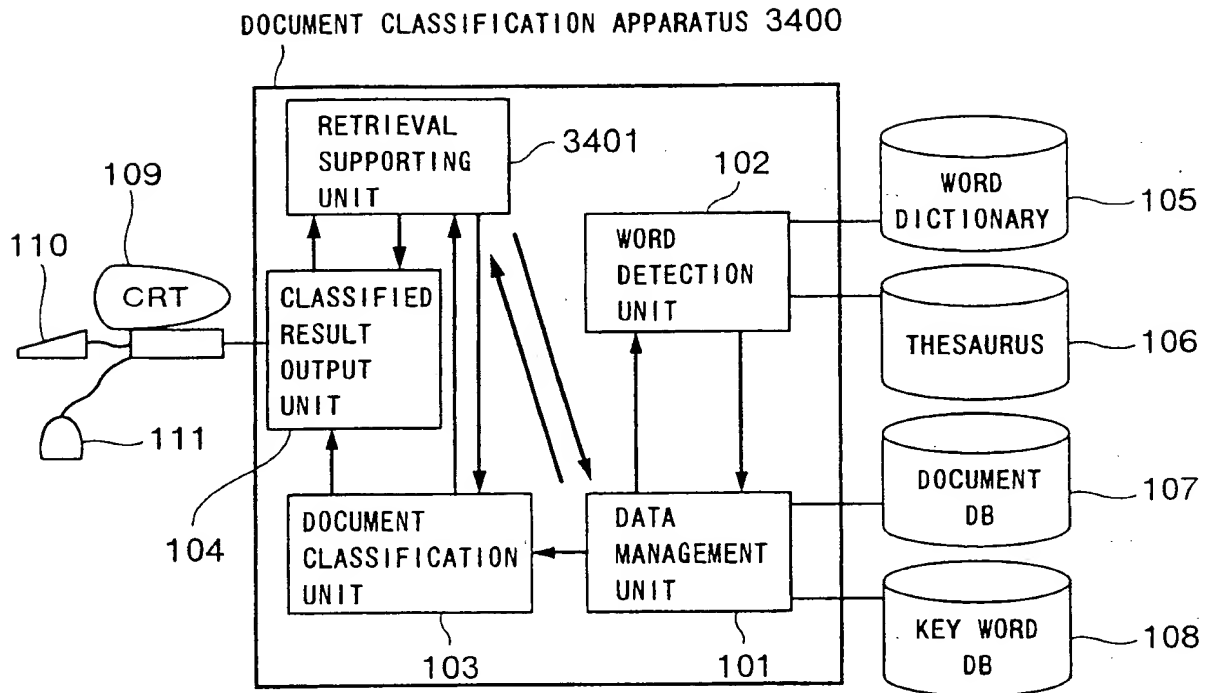 DOCUMENT CLASSIFICATION APPARATUS 3400
RETRIEVAL
SUPPORTING
UNIT
3401
109
110
CRT
111
CLASSIFIED
RESULT
OUTPUT
UNIT
104
102
WORD
DETECTION
UNIT
WORD
DICTIONARY
105
THESAURUS
106
DOCUMENT
CLASSIFICATION
UNIT
103
DATA
MANAGEMENT
UNIT
101
DOCUMENT
DB
107
KEY WORD
DB
108